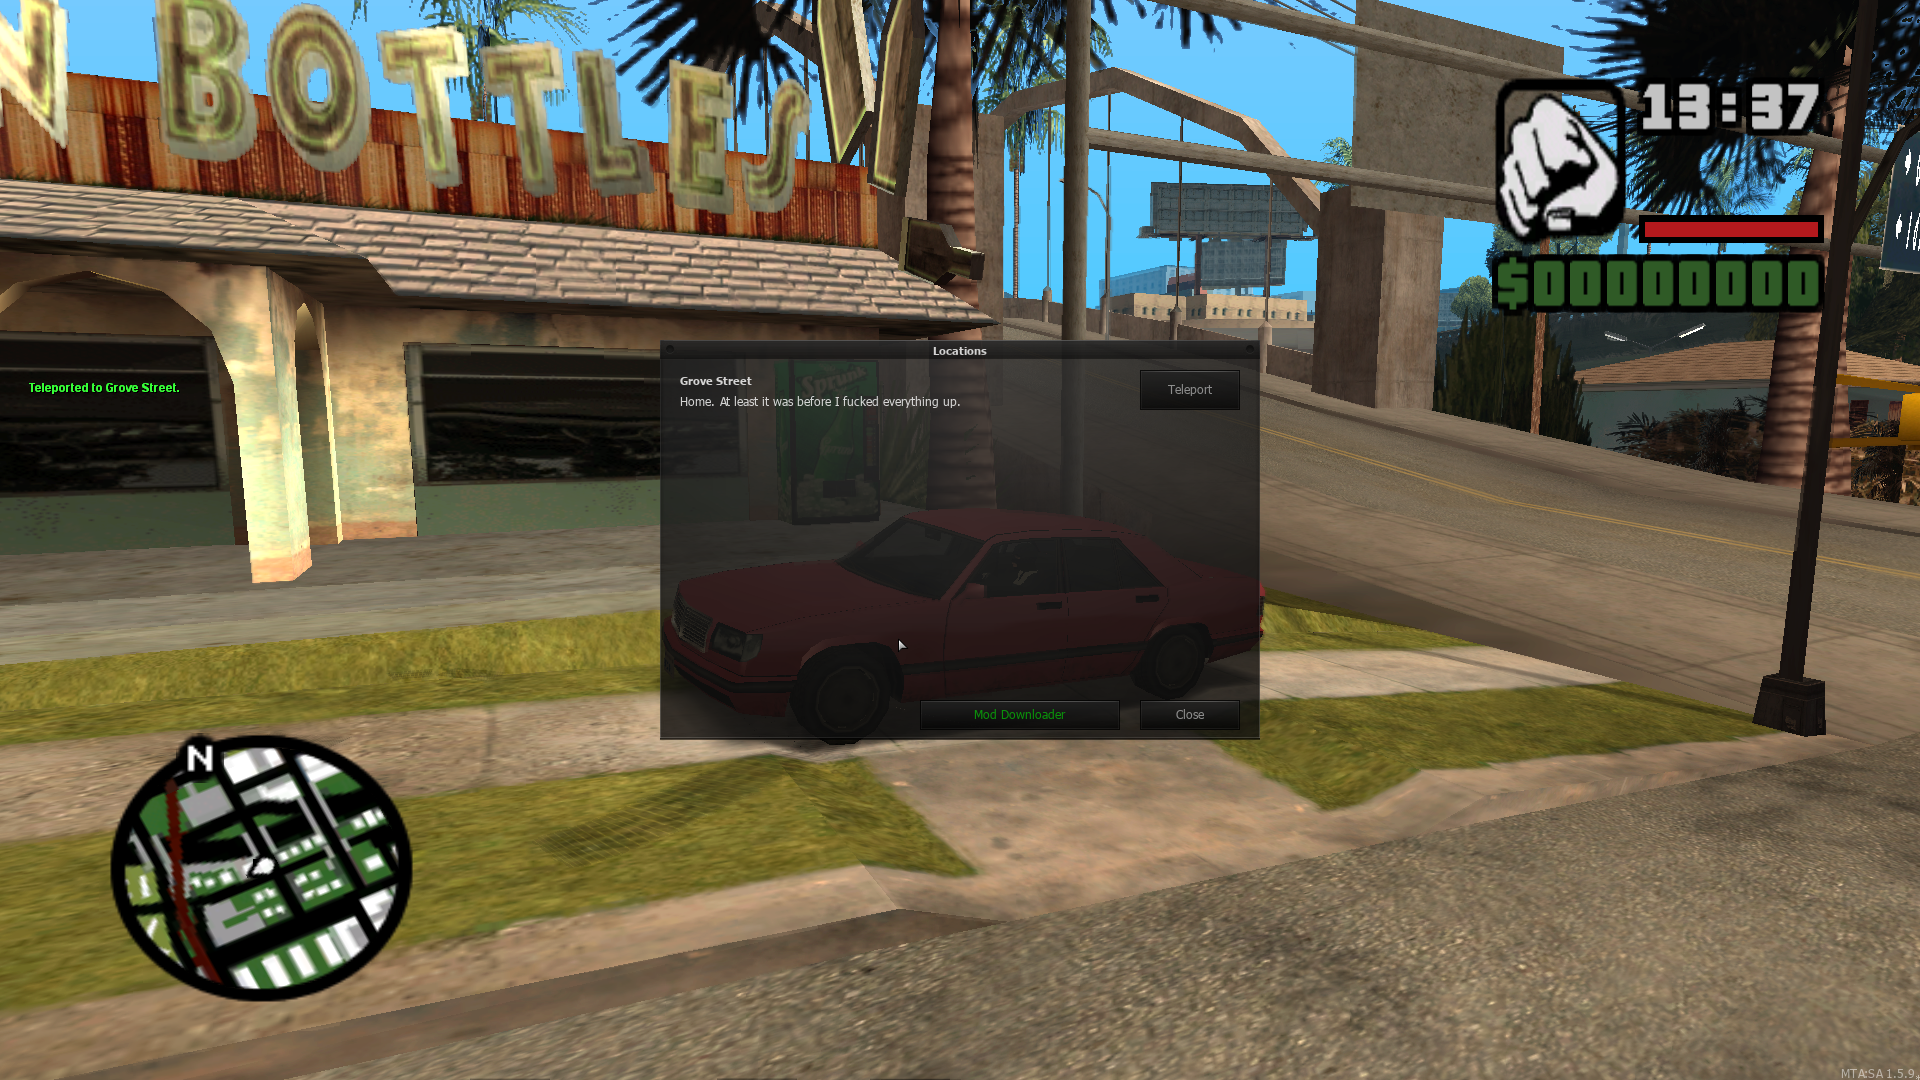 N BOTTLES
13:37
$00000000
Locations
Grove Street
Teleport
Teleported to Grove Street.
Home. At least it was before I fucked everything up.
Sprunk
Mod Downloader
Close
N
MTA:SA 1.5.9